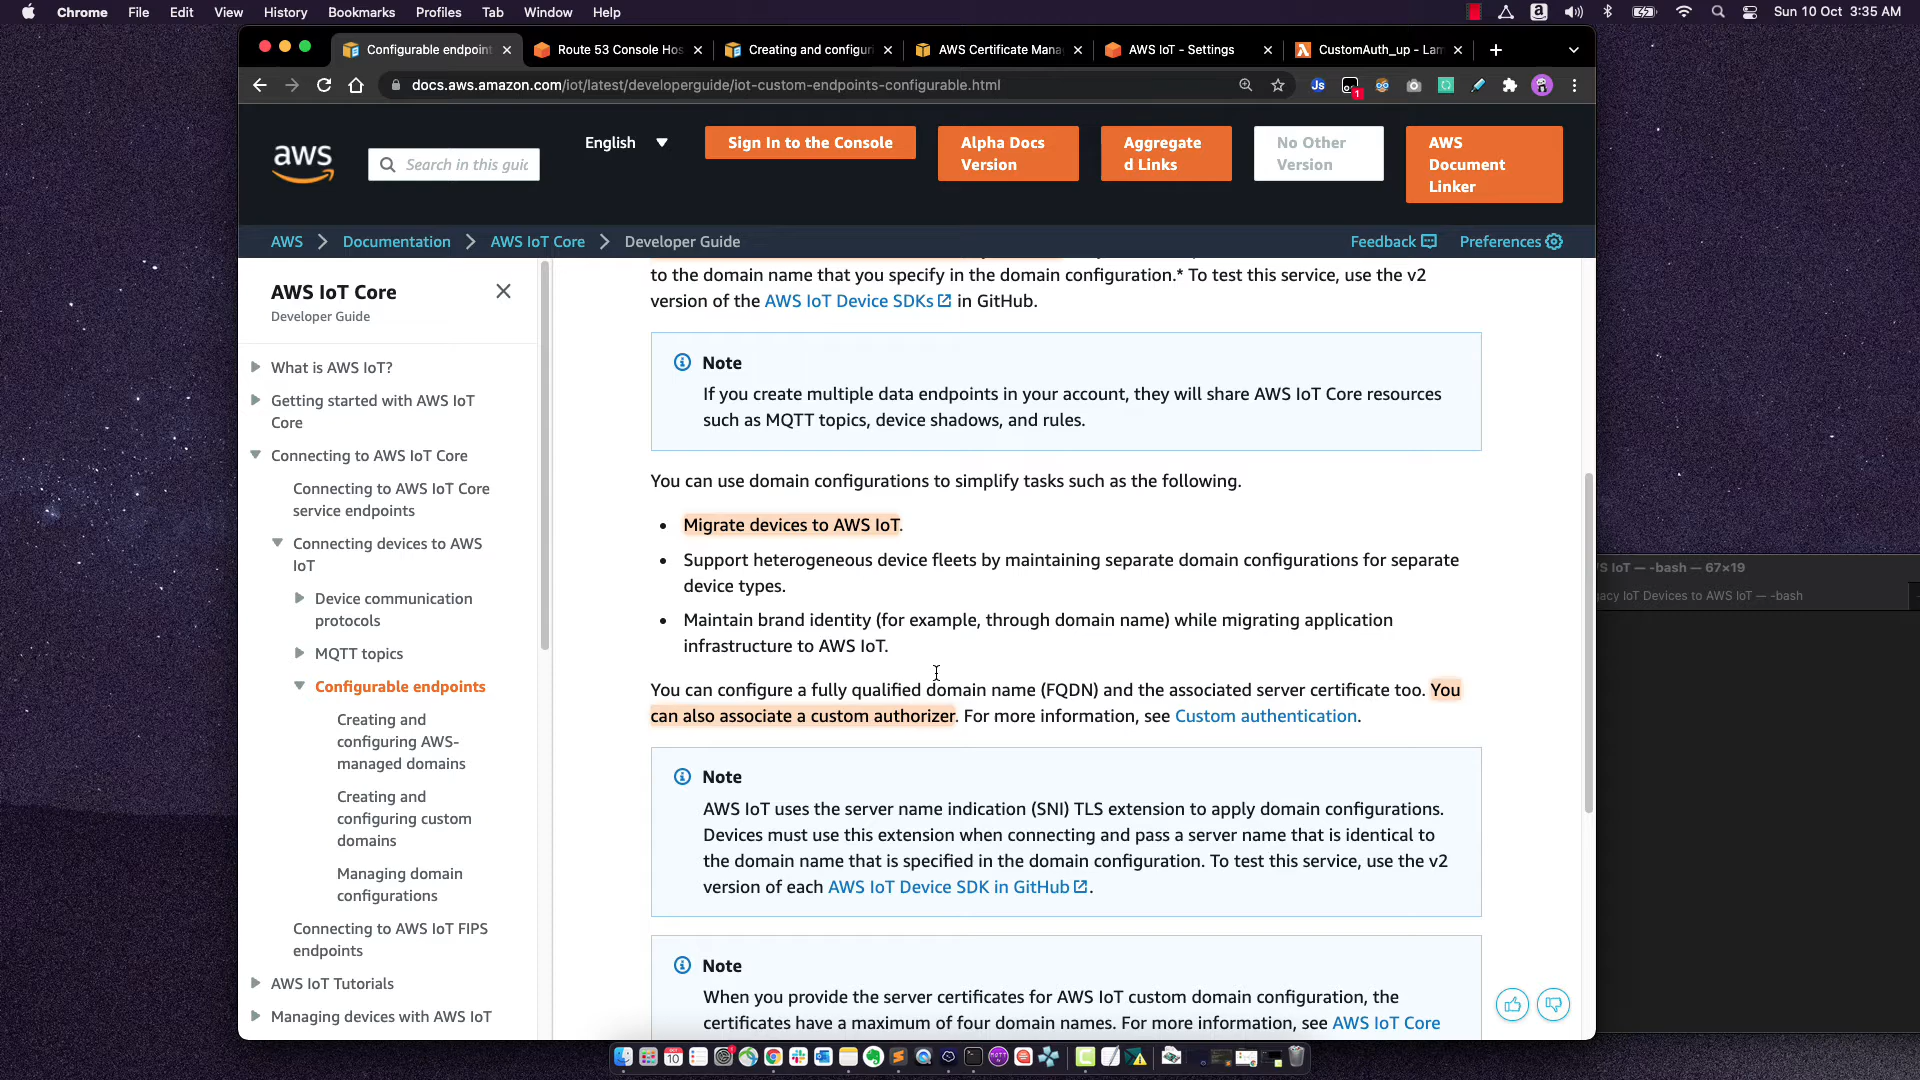 Chrome File Edit View History Bookmarks Profiles Tab Window Help
Sun 10 Oct 3:35 AM
Configurable endpoint
Route 53 Console Hos
Creating and configuri
AWS Certificate Mana
AWS IoT - Settings
CustomAuth_up - Lam
docs.aws.amazon.com/iot/latest/developerguide/iot-custom-endpoints-configurable.html
aws
Search in this guid
English
Sign In to the Console
Alpha Docs
Version
Aggregate
d Links
No Other
Version
AWS
Document
Linker
AWS Documentation AWS IoT Core Developer Guide
Feedback Preferences
AWS IoT Core
Developer Guide
What is AWS IoT?
Getting started with AWS IoT
Core
Connecting to AWS IoT Core
Connecting to AWS IoT Core
service endpoints
Connecting devices to AWS
IoT
Device communication
protocols
MQTT topics
Configurable endpoints
Creating and
configuring AWS-
managed domains
Creating and
configuring custom
domains
Managing domain
configurations
Connecting to AWS IoT FIPS
endpoints
AWS IoT Tutorials
Managing devices with AWS IoT
to the domain name that you specify in the domain configuration.* To test this service, use the v2
version of the AWS IoT Device SDKs in GitHub.
Note
If you create multiple data endpoints in your account, they will share AWS IoT Core resources
such as MQTT topics, device shadows, and rules.
You can use domain configurations to simplify tasks such as the following.
• Migrate devices to AWS IoT.
• Support heterogeneous device fleets by maintaining separate domain configurations for separate
device types.
• Maintain brand identity (for example, through domain name) while migrating application
infrastructure to AWS IoT.
You can configure a fully qualified domain name (FQDN) and the associated server certificate too. You
can also associate a custom authorizer. For more information, see Custom authentication.
Note
AWS IoT uses the server name indication (SNI) TLS extension to apply domain configurations.
Devices must use this extension when connecting and pass a server name that is identical to
the domain name that is specified in the domain configuration. To test this service, use the v2
version of each AWS IoT Device SDK in GitHub.
Note
When you provide the server certificates for AWS IoT custom domain configuration, the
certificates have a maximum of four domain names. For more information, see AWS IoT Core
IoT — -bash — 67×19
IoT Devices to AWS IoT — -bash